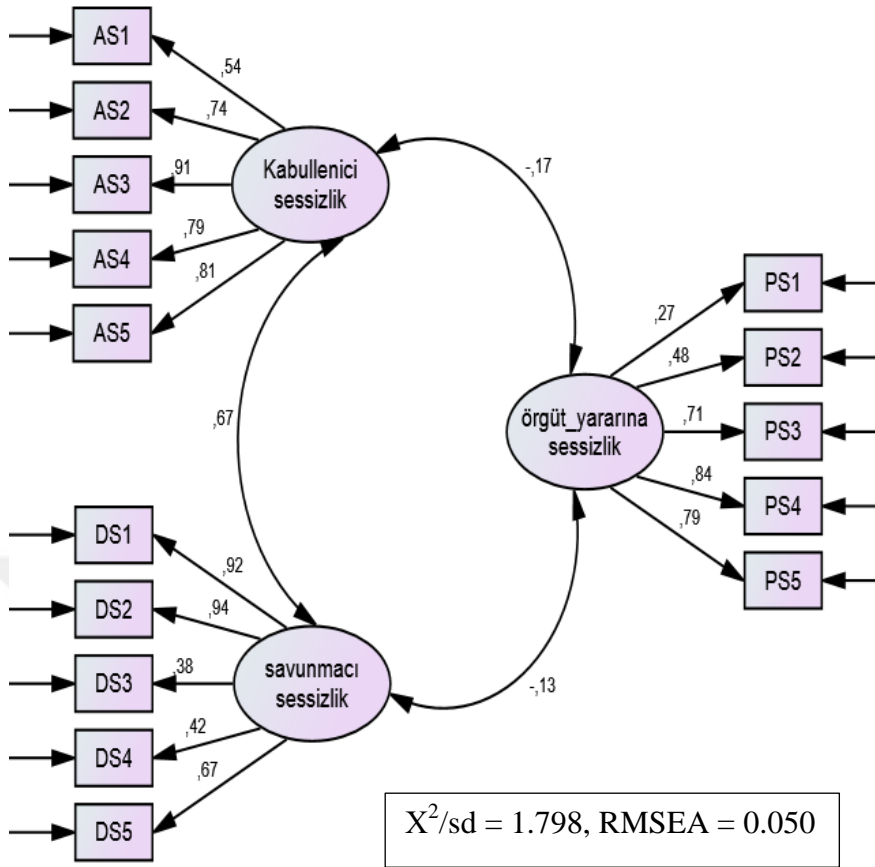 AS1
,54
AS2
,74
AS3
,91
AS4
,79
AS5
,81
Kabullenici
sessizlik
-,17
,67
PS1
,27
PS2
,48
PS3
,71
PS4
,84
PS5
,79
örgüt_yararına
sessizlik
DS1
,92
DS2
,94
DS3
,38
DS4
,42
DS5
,67
savunmacı
sessizlik
-,13
X²/sd = 1.798, RMSEA = 0.050